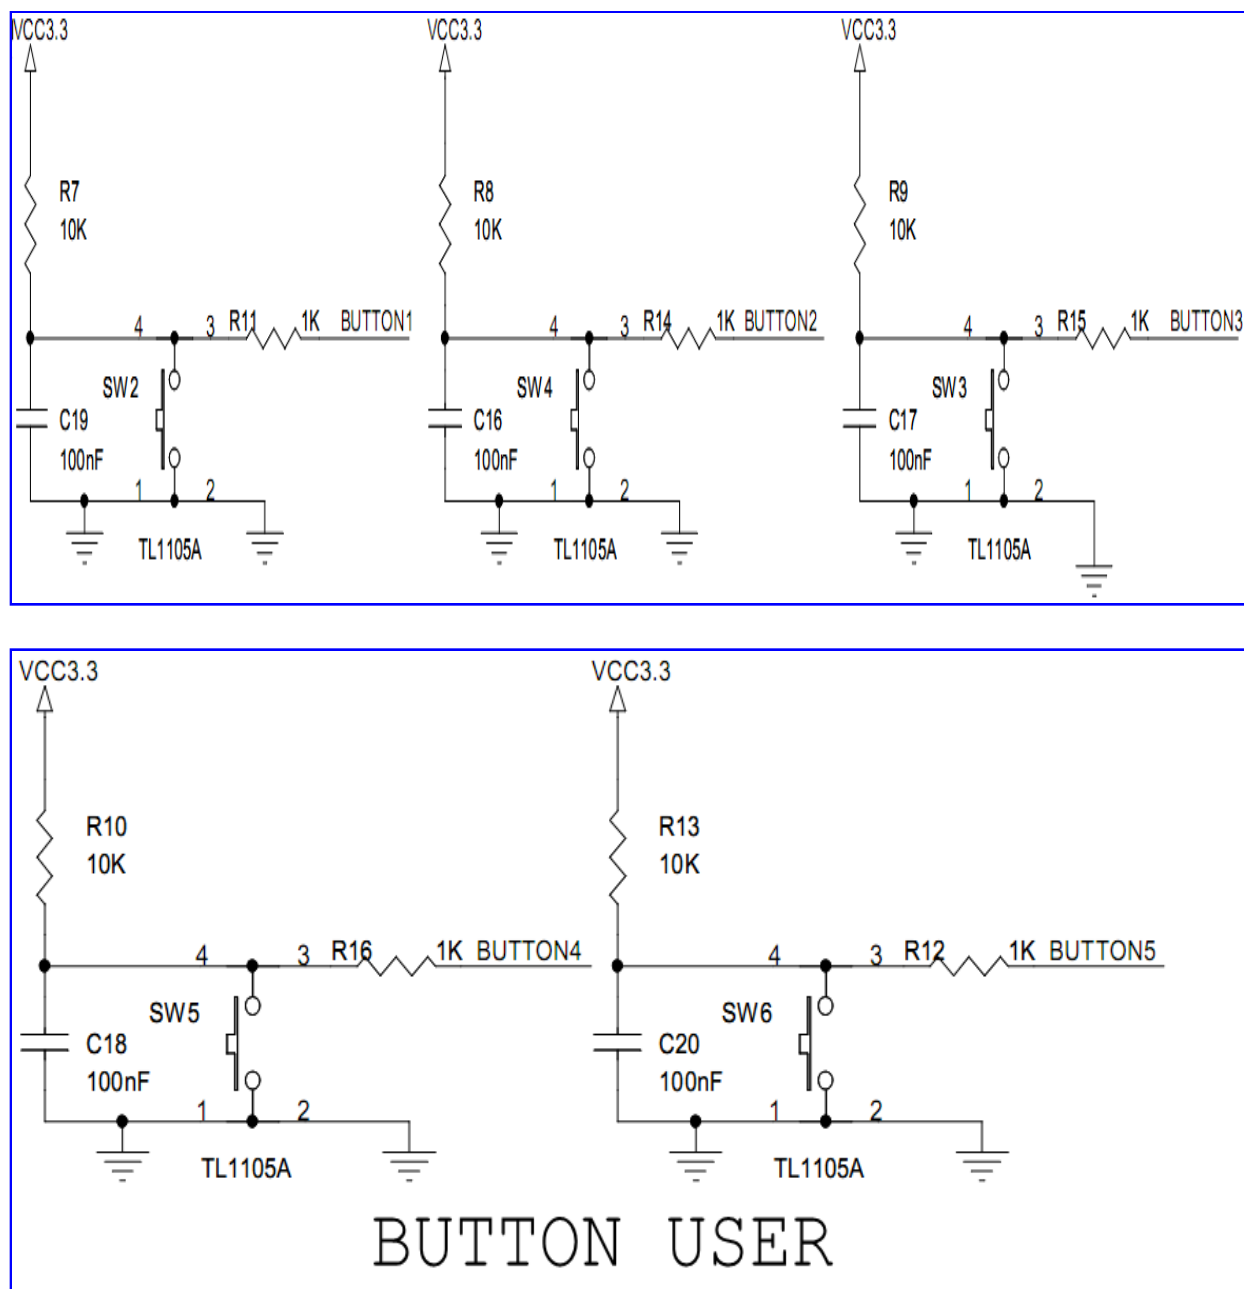 VCC3.3 VCC3.3 VCC3.3
R7 R8 R9
10K 10K 10K
4 3 R11 1K BUTTON1 4 3 R14 1K BUTTON2 4 3 R15 1K BUTTON3
SW2 SW4 SW3
C19 C16 C17
100nF 100nF 100nF
1 2 1 2 1 2
TL1105A TL1105A TL1105A
VCC3.3 VCC3.3
R10 R13
10K 10K
4 3 R16 1K BUTTON4 4 3 R12 1K BUTTON5
SW5 SW6
C18 C20
100nF 100nF
1 2 1 2
TL1105A TL1105A
BUTTON USER